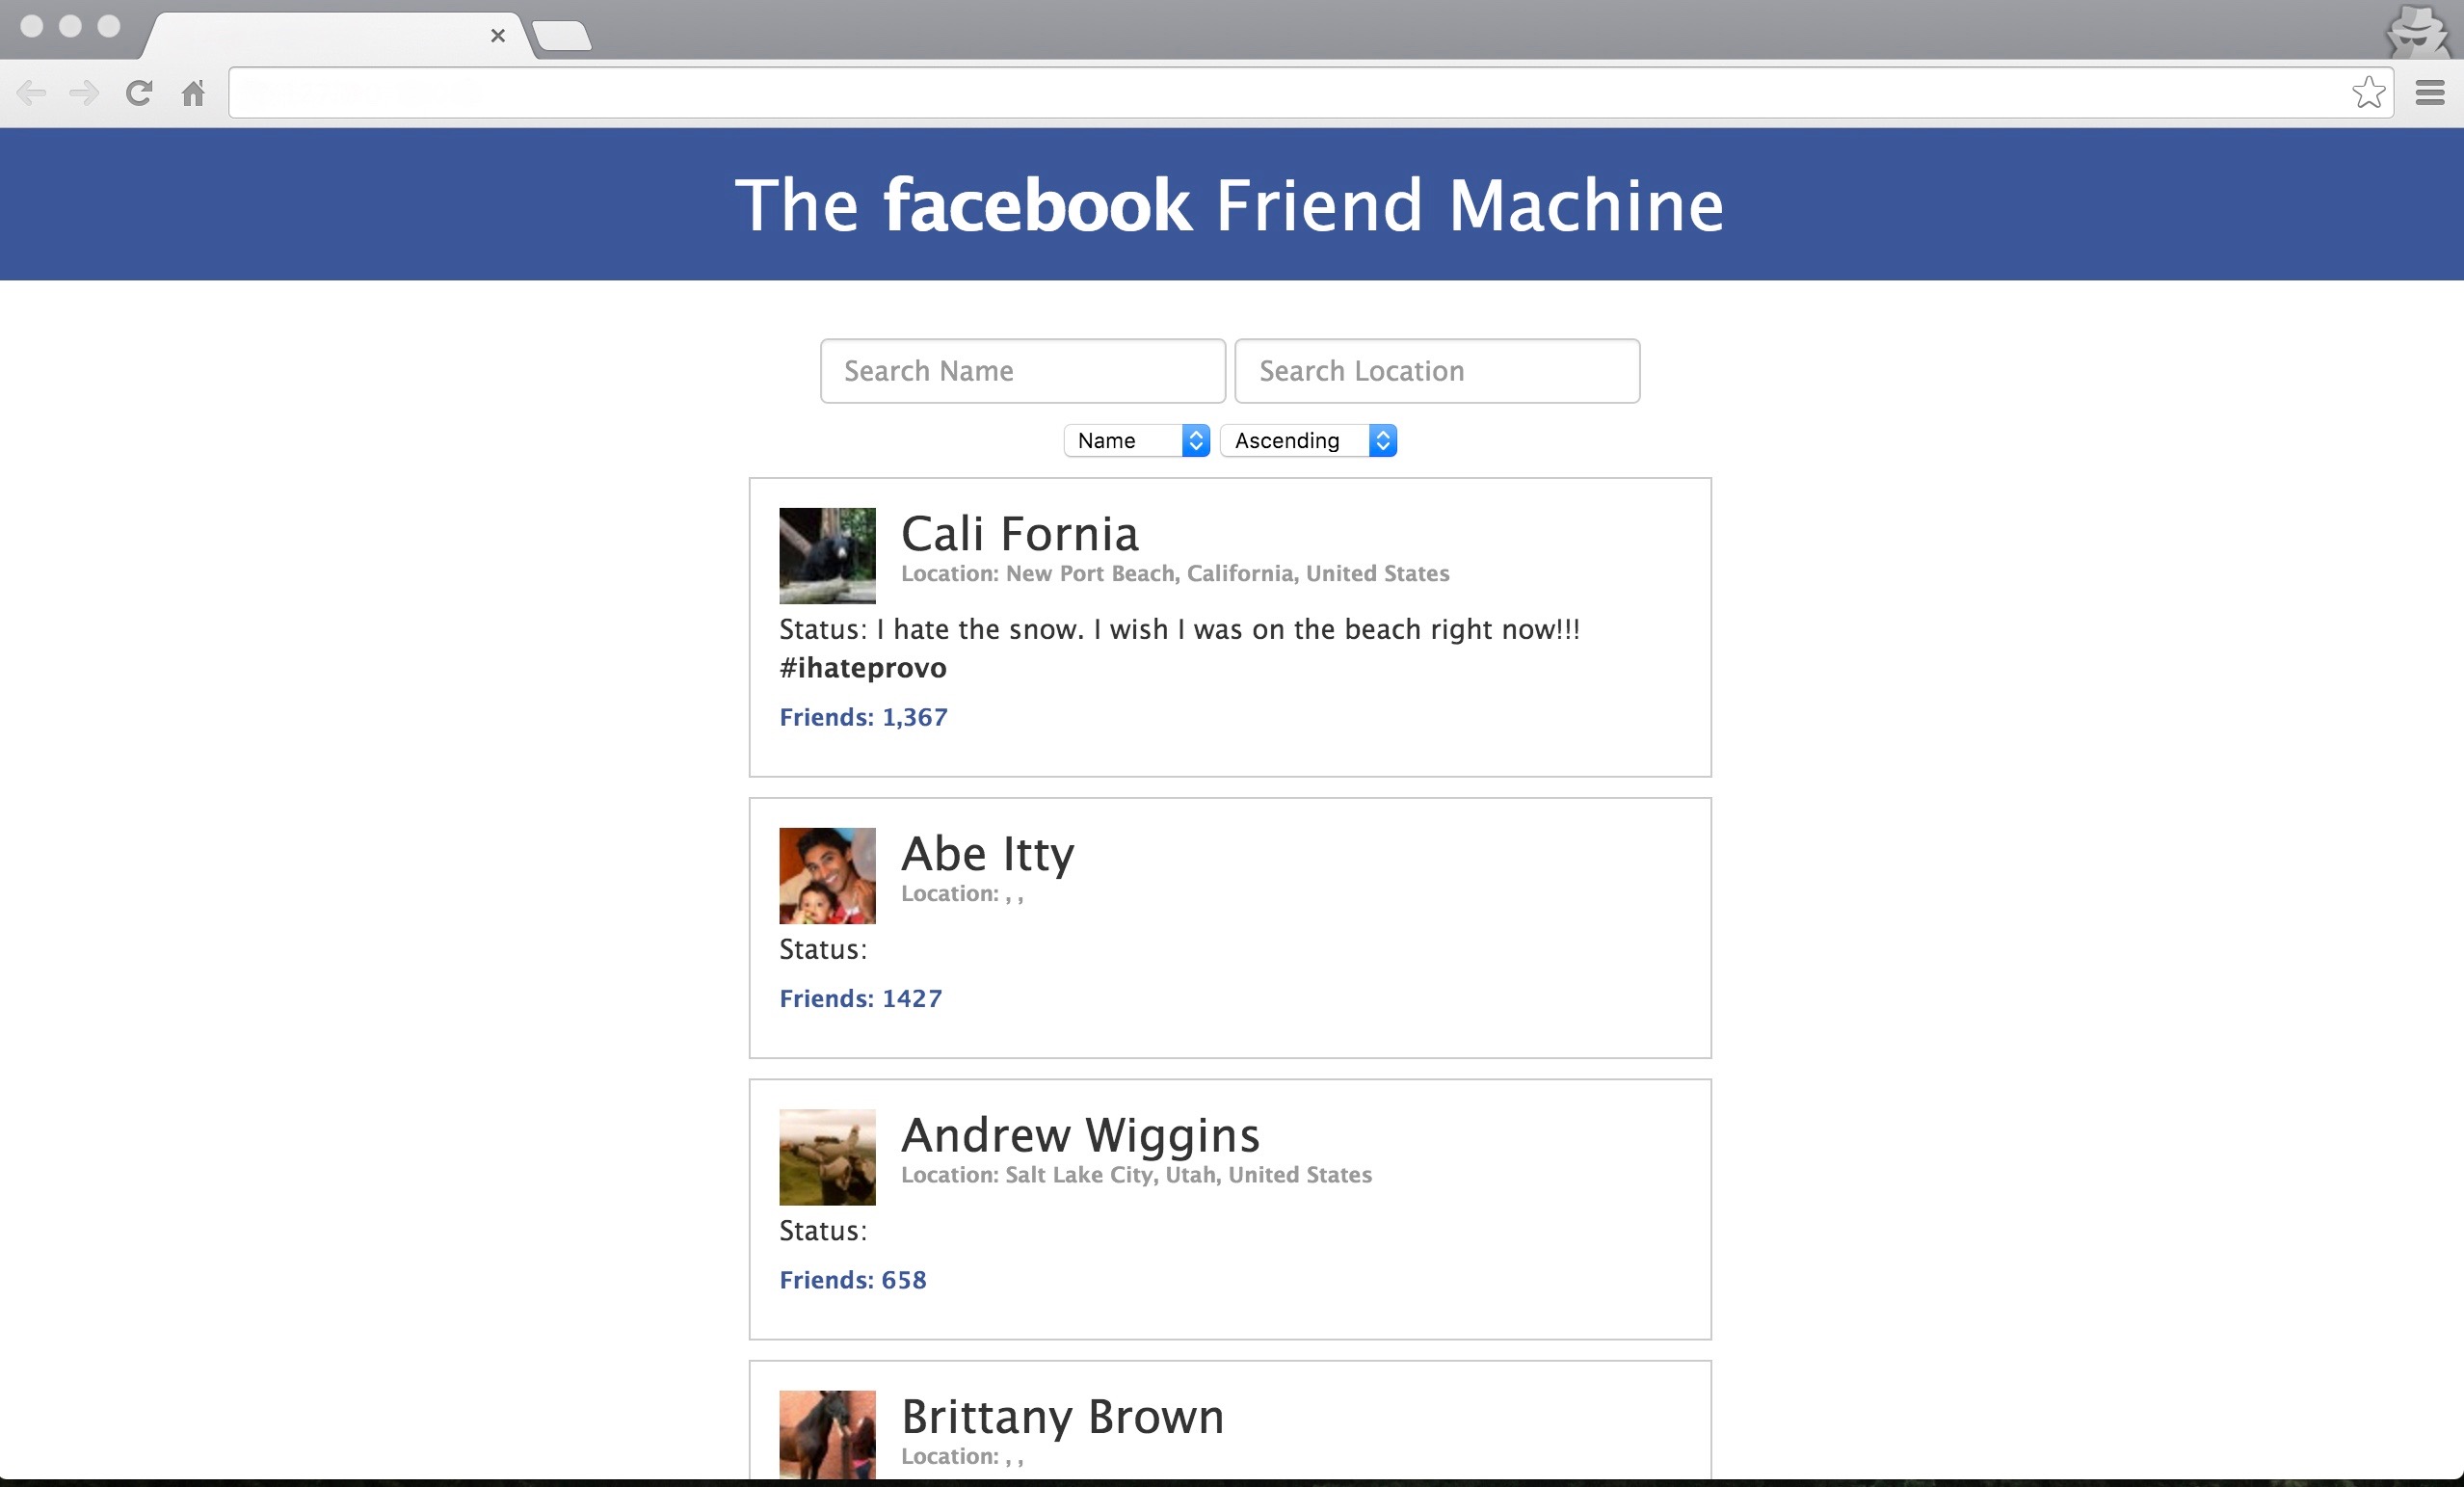 The facebook Friend Machine
Search Name Search Location
Name Ascending
Cali Fornia
Location: New Port Beach, California, United States
Status: I hate the snow. I wish I was on the beach right now!!!
#ihateprovo
Friends: 1,367
Abe Itty
Location: , ,
Status:
Friends: 1427
Andrew Wiggins
Location: Salt Lake City, Utah, United States
Status:
Friends: 658
Brittany Brown
Location: , ,